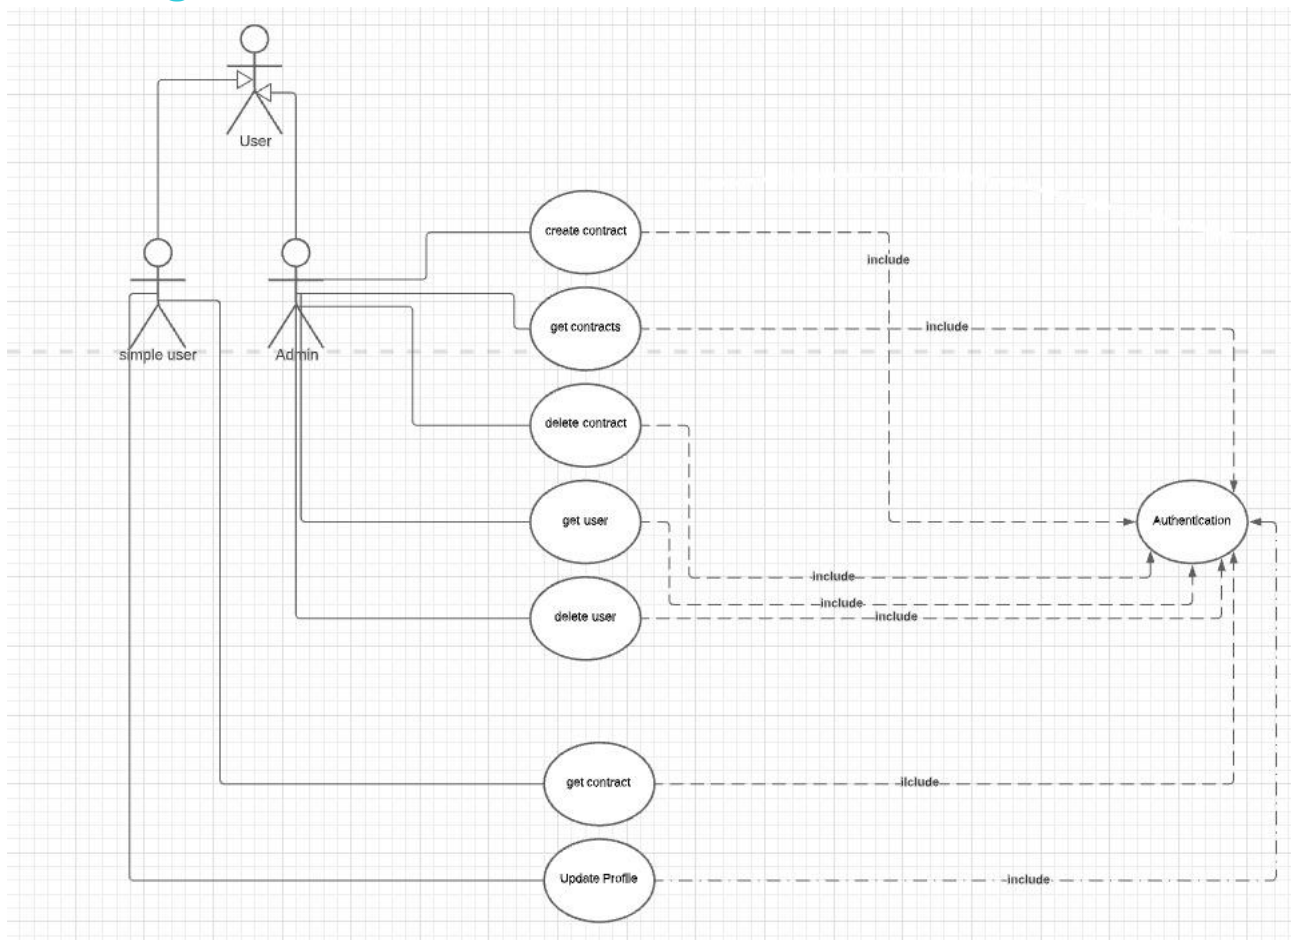 User
create contract
include
get contracts
include
simple user
Admin
delete contract
get user
Authentication
include
include
delete user
include
get contract
ilclude
Update Profile
include